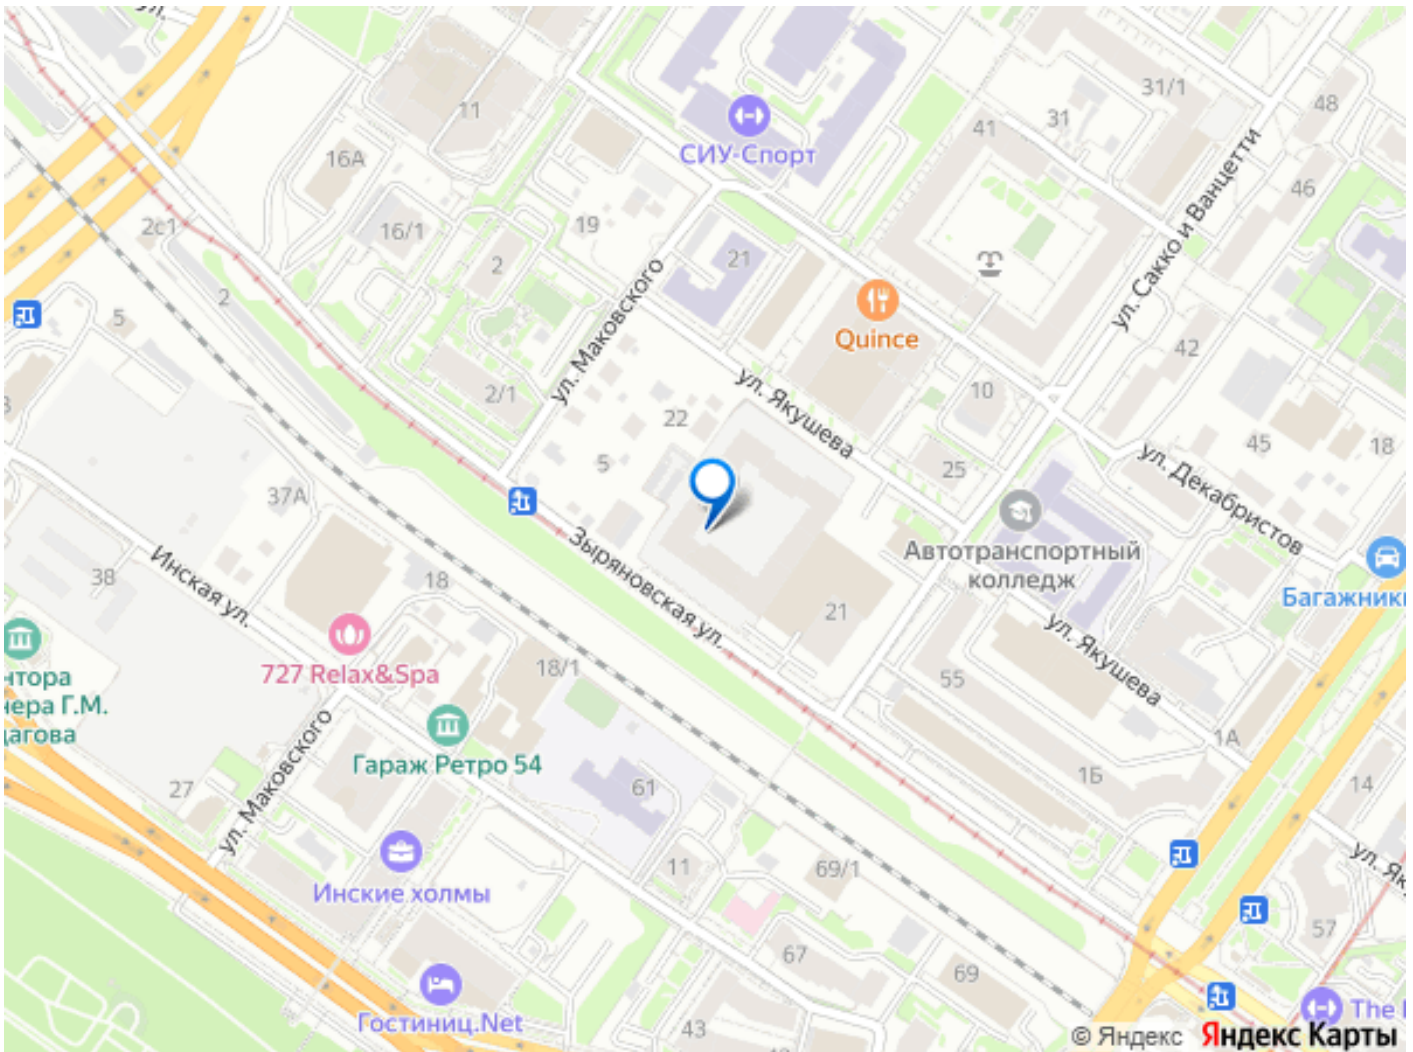 ул.
11
31/1
48
16А
СИУ-Спорт
41
31
46
2с1
16/1
19
2
21
ул. Сакко и Ванцетти
2
5
Quince
ул. Маковского
42
2/1
22
ул. Якушева
10
45
18
5
25
ул. Декабристов
37А
Автотранспортный
колледж
Инская ул.
38
18
Зыряновская ул.
21
Багажники
727 Relax&Spa
18/1
55
ул. Якушева
Г.М.
ул. Маковского
Гараж Ретро 54
1А
1Б
14
27
61
11
69/1
ул.
Инские холмы
67
69
57
Гостиниц.Net
43
The
© Яндекс Яндекс Карты